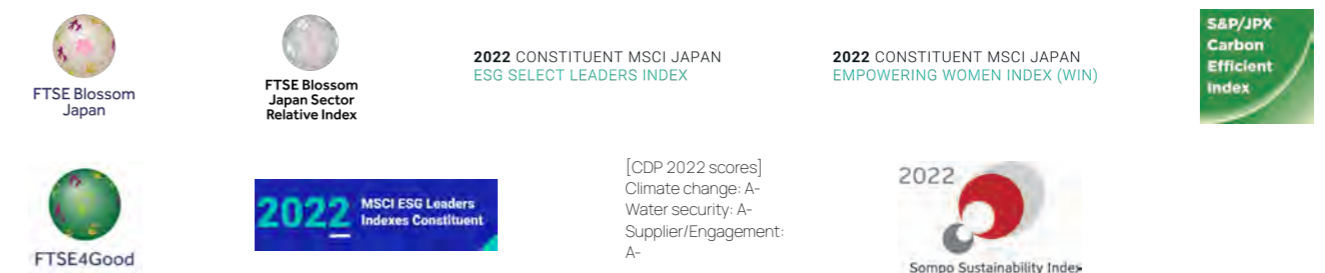 FTSE Blossom
Japan
FTSE Blossom
Japan Sector
Relative Index
2022 CONSTITUENT MSCI JAPAN
ESG SELECT LEADERS INDEX
2022 CONSTITUENT MSCI JAPAN
EMPOWERING WOMEN INDEX (WIN)
S&P/JPX
Carbon
Efficient
Index
FTSE4Good
2022 MSCI ESG Leaders
Indexes Constituent
[CDP 2022 scores]
Climate change: A-
Water security: A-
Supplier/Engagement:
A-
2022
Sompo Sustainability Index